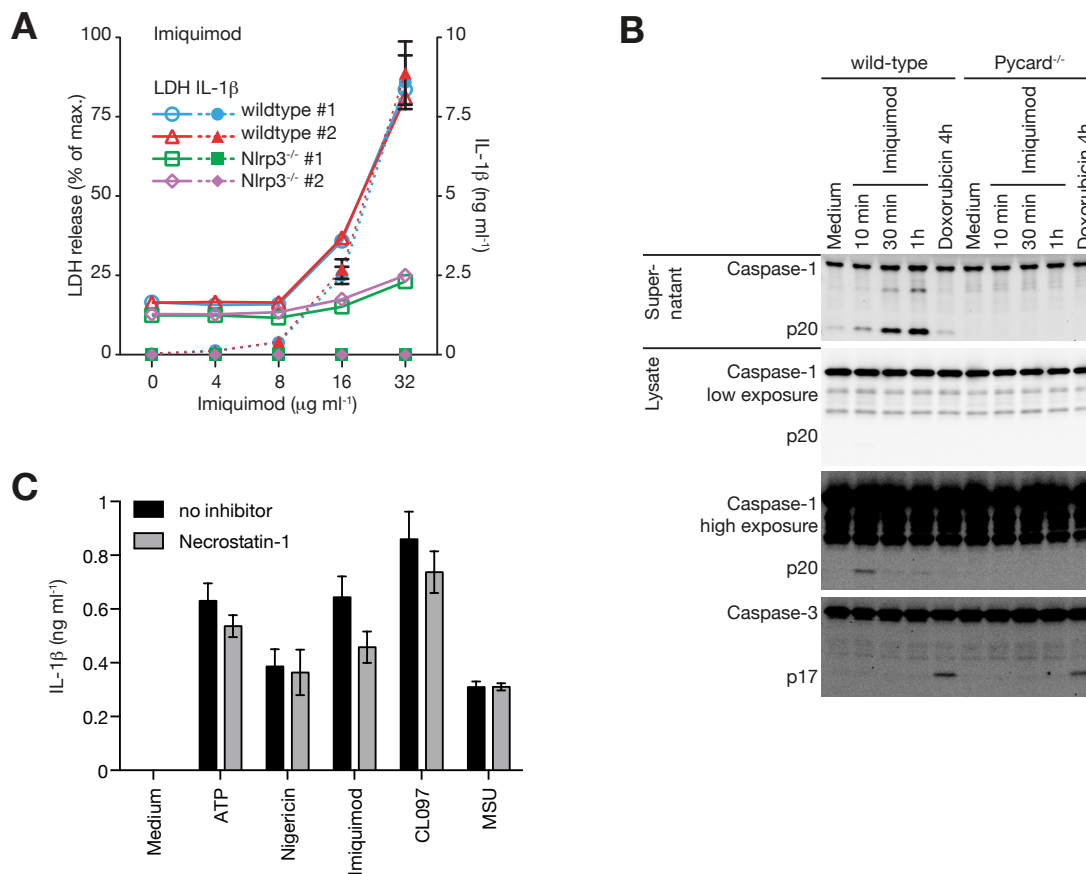 A
Imiquimod
LDH IL-1β
wildtype #1
wildtype #2
Nlrp3-/- #1
Nlrp3-/- #2
LDH release (% of max.)
100
75
50
25
0
10
7.5
5
2.5
0
IL-1β (ng ml-1)
0 4 8 16 32
Imiquimod (μg ml-1)
B
wild-type Pycard-/-
Imiquimod Imiquimod
Medium 10 min 30 min 1h Doxorubicin 4h Medium 10 min 30 min 1h Doxorubicin 4h
Super-
natant
Caspase-1
p20
Lysate
Caspase-1
low exposure
p20
Caspase-1
high exposure
p20
Caspase-3
p17
C
no inhibitor
Necrostatin-1
IL-1β (ng ml-1)
1
0.8
0.6
0.4
0.2
0
Medium ATP Nigericin Imiquimod CL097 MSU